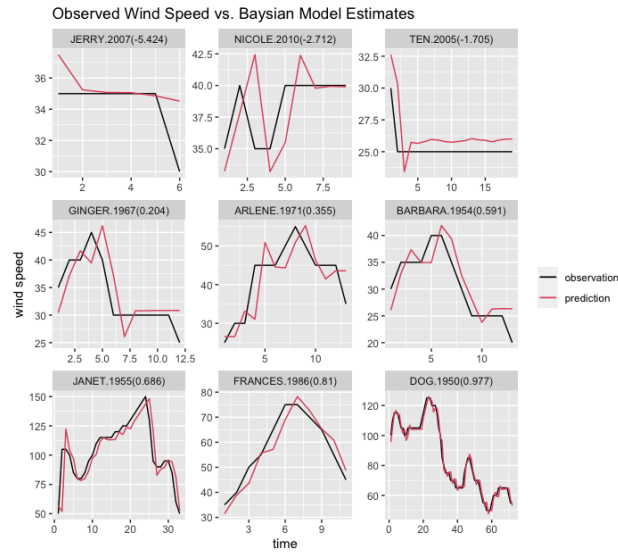 Observed Wind Speed vs. Baysian Model Estimates
JERRY.2007(-5.424)
NICOLE.2010(-2.712)
TEN.2005(-1.705)
35
34
33
32
31
30
2 4 6
42.5
40.0
37.5
35.0
2.5 5.0 7.5
32.5
30.0
27.5
25.0
5 10 15
GINGER.1967(0.204)
ARLENE.1971(0.355)
BARBARA.1954(0.591)
wind speed
45
40
35
30
25
2.5 5.0 7.5 10.0 12.5
50
40
30
5 10
40
35
30
25
20
5 10
observation
prediction
JANET.1955(0.686)
FRANCES.1986(0.81)
DOG.1950(0.977)
150
125
100
75
50
0 10 20 30
80
70
60
50
40
30
3 6 9
120
100
80
60
0 20 40 60
time